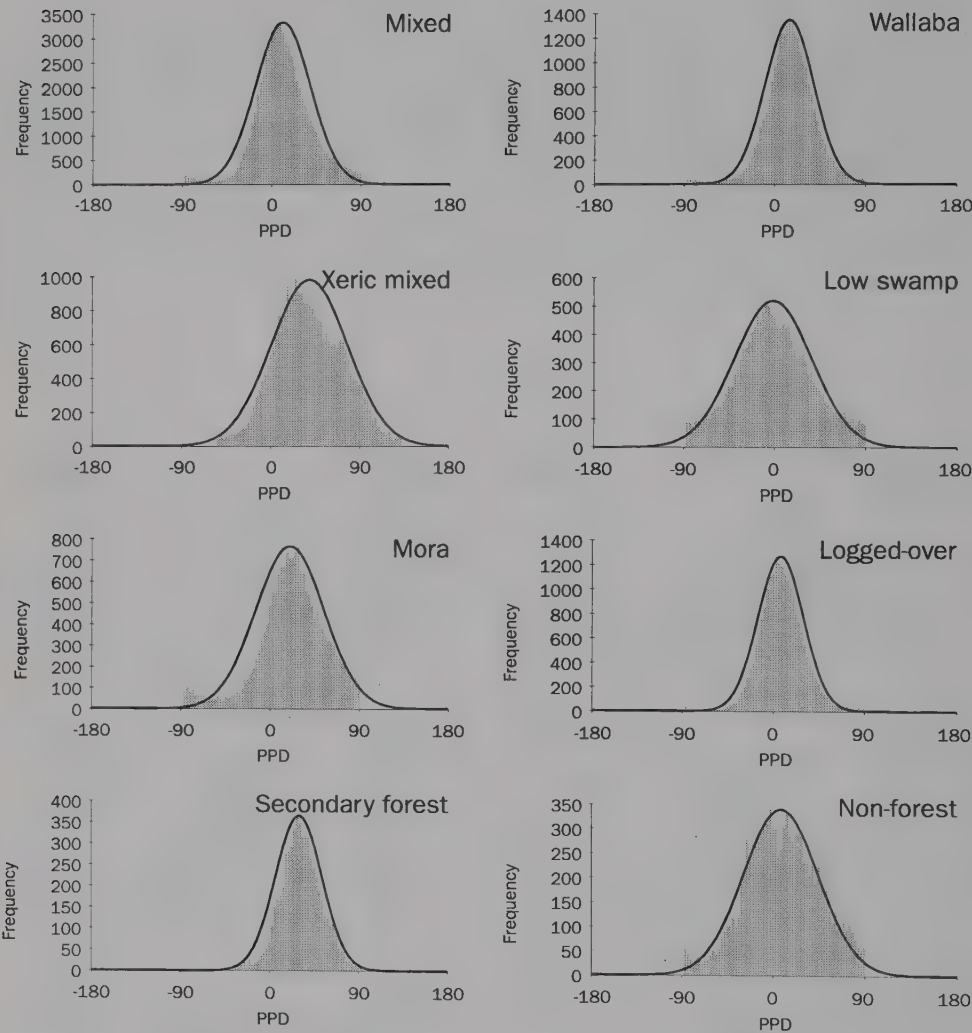 Mixed
3500
3000
2500
2000
1500
1000
500
0
Frequency
-180 -90 0 90 180
PPD
Wallaba
1400
1200
1000
800
600
400
200
0
Frequency
-180 -90 0 90 180
PPD
Xeric mixed
1000
800
600
400
200
0
Frequency
-180 -90 0 90 180
PPD
Low swamp
600
500
400
300
200
100
0
Frequency
-180 -90 0 90 180
PPD
Mora
800
700
600
500
400
300
200
100
0
Frequency
-180 -90 0 90 180
PPD
Logged-over
1400
1200
1000
800
600
400
200
0
Frequency
-180 -90 0 90 180
PPD
Secondary forest
400
350
300
250
200
150
100
50
0
Frequency
-180 -90 0 90 180
PPD
Non-forest
350
300
250
200
150
100
50
0
Frequency
-180 -90 0 90 180
PPD